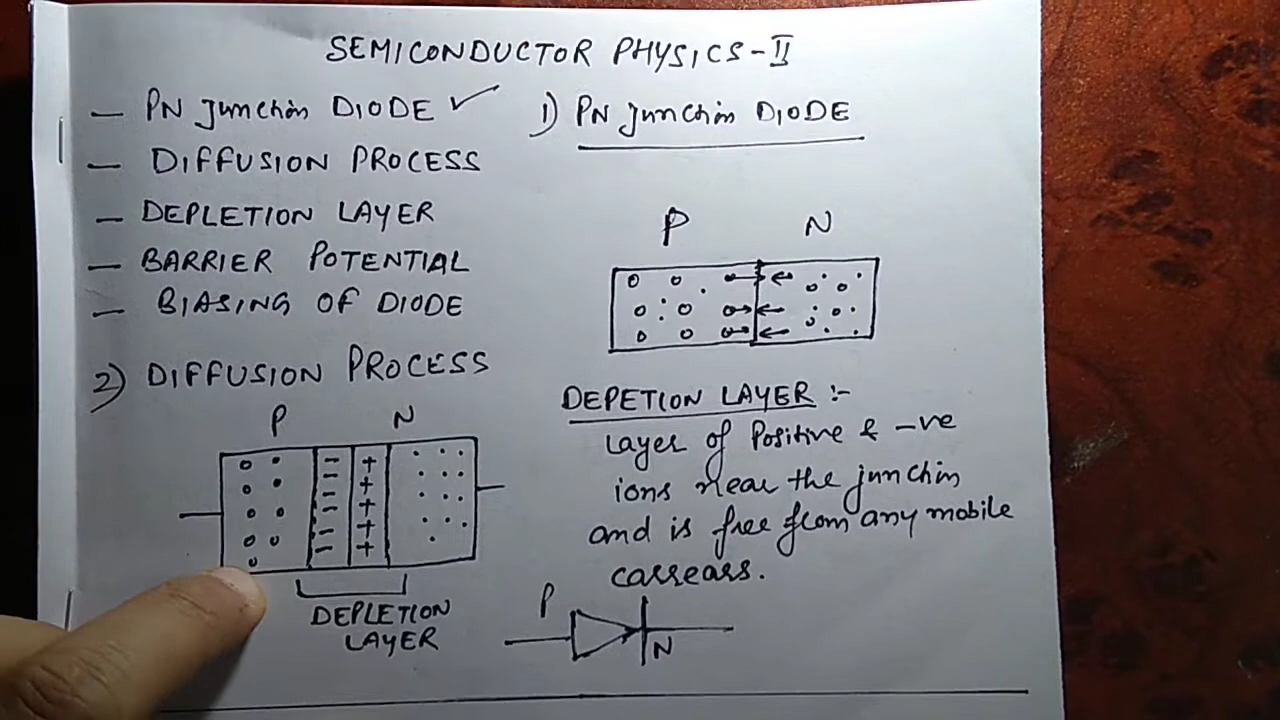 SEMICONDUCTOR PHYSICS-II
— PN Junction DIODE ✓
— DIFFUSION PROCESS
— DEPLETION LAYER
— BARRIER POTENTIAL
— BIASING OF DIODE
1) PN Junction DIODE
P N
2) DIFFUSION PROCESS
P N
- +
- +
- +
- +
- +
DEPLETION
LAYER
DEPETION LAYER :-
Layer of Positive & -ve
ions near the junction
and is free from any mobile
carrears.
P
N